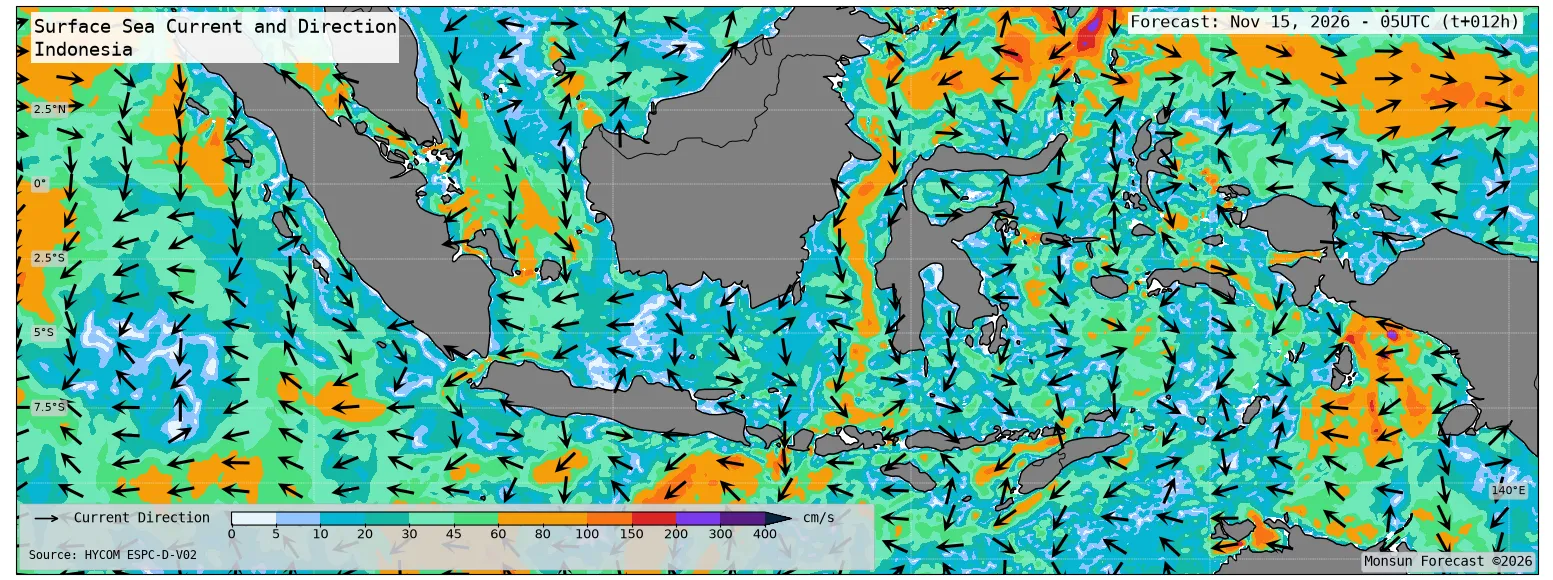 Surface Sea Current and Direction
Indonesia
Forecast: Nov 15, 2026 - 05UTC (t+012h)
2.5°N
0°
2.5°S
5°S
7.5°S
140°E
Current Direction
0 5 10 20 30 45 60 80 100 150 200 300 400 cm/s
Source: HYCOM ESPC-D-V02
Monsun Forecast ©2026